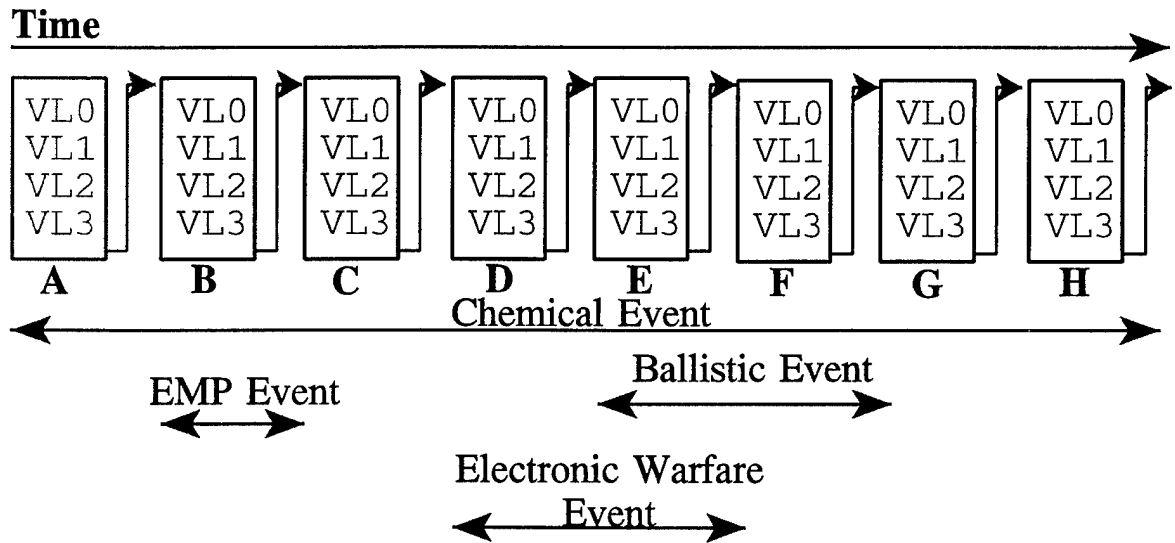 Time
VL0 VL0 VL0 VL0 VL0 VL0 VL0 VL0
VL1 VL1 VL1 VL1 VL1 VL1 VL1 VL1
VL2 VL2 VL2 VL2 VL2 VL2 VL2 VL2
VL3 VL3 VL3 VL3 VL3 VL3 VL3 VL3
A B C D E F G H
Chemical Event
Ballistic Event
EMP Event
Electronic Warfare
Event